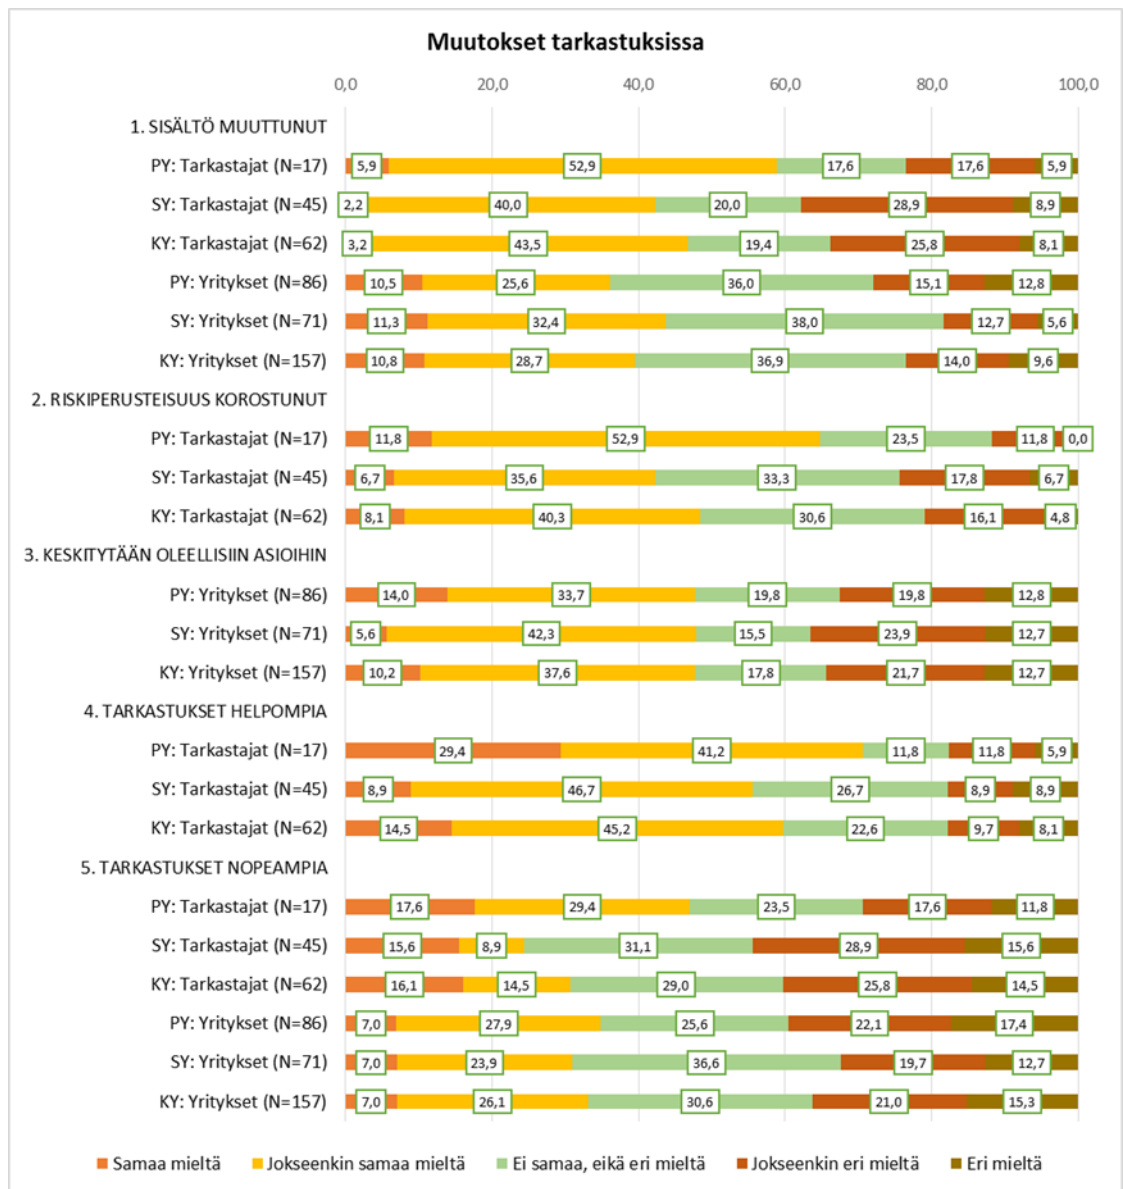 Muutokset tarkastuksissa
0,0 20,0 40,0 60,0 80,0 100,0
1. SISÄLTÖ MUUTTUNUT
PY: Tarkastajat (N=17) 5,9 52,9 17,6 17,6 5,9
SY: Tarkastajat (N=45) 2,2 40,0 20,0 28,9 8,9
KY: Tarkastajat (N=62) 3,2 43,5 19,4 25,8 8,1
PY: Yritykset (N=86) 10,5 25,6 36,0 15,1 12,8
SY: Yritykset (N=71) 11,3 32,4 38,0 12,7 5,6
KY: Yritykset (N=157) 10,8 28,7 36,9 14,0 9,6
2. RISKIPERUSTEISUUS KOROSTUNUT
PY: Tarkastajat (N=17) 11,8 52,9 23,5 11,8 0,0
SY: Tarkastajat (N=45) 6,7 35,6 33,3 17,8 6,7
KY: Tarkastajat (N=62) 8,1 40,3 30,6 16,1 4,8
3. KESKITYTÄÄN OLEELLISIIN ASIOIHIN
PY: Yritykset (N=86) 14,0 33,7 19,8 19,8 12,8
SY: Yritykset (N=71) 5,6 42,3 15,5 23,9 12,7
KY: Yritykset (N=157) 10,2 37,6 17,8 21,7 12,7
4. TARKASTUKSET HELPOMPIA
PY: Tarkastajat (N=17) 29,4 41,2 11,8 11,8 5,9
SY: Tarkastajat (N=45) 8,9 46,7 26,7 8,9 8,9
KY: Tarkastajat (N=62) 14,5 45,2 22,6 9,7 8,1
5. TARKASTUKSET NOPEAMPIA
PY: Tarkastajat (N=17) 17,6 29,4 23,5 17,6 11,8
SY: Tarkastajat (N=45) 15,6 8,9 31,1 28,9 15,6
KY: Tarkastajat (N=62) 16,1 14,5 29,0 25,8 14,5
PY: Yritykset (N=86) 7,0 27,9 25,6 22,1 17,4
SY: Yritykset (N=71) 7,0 23,9 36,6 19,7 12,7
KY: Yritykset (N=157) 7,0 26,1 30,6 21,0 15,3
Samaa mieltä Jokseenkin samaa mieltä Ei samaa, eikä eri mieltä Jokseenkin eri mieltä Eri mieltä